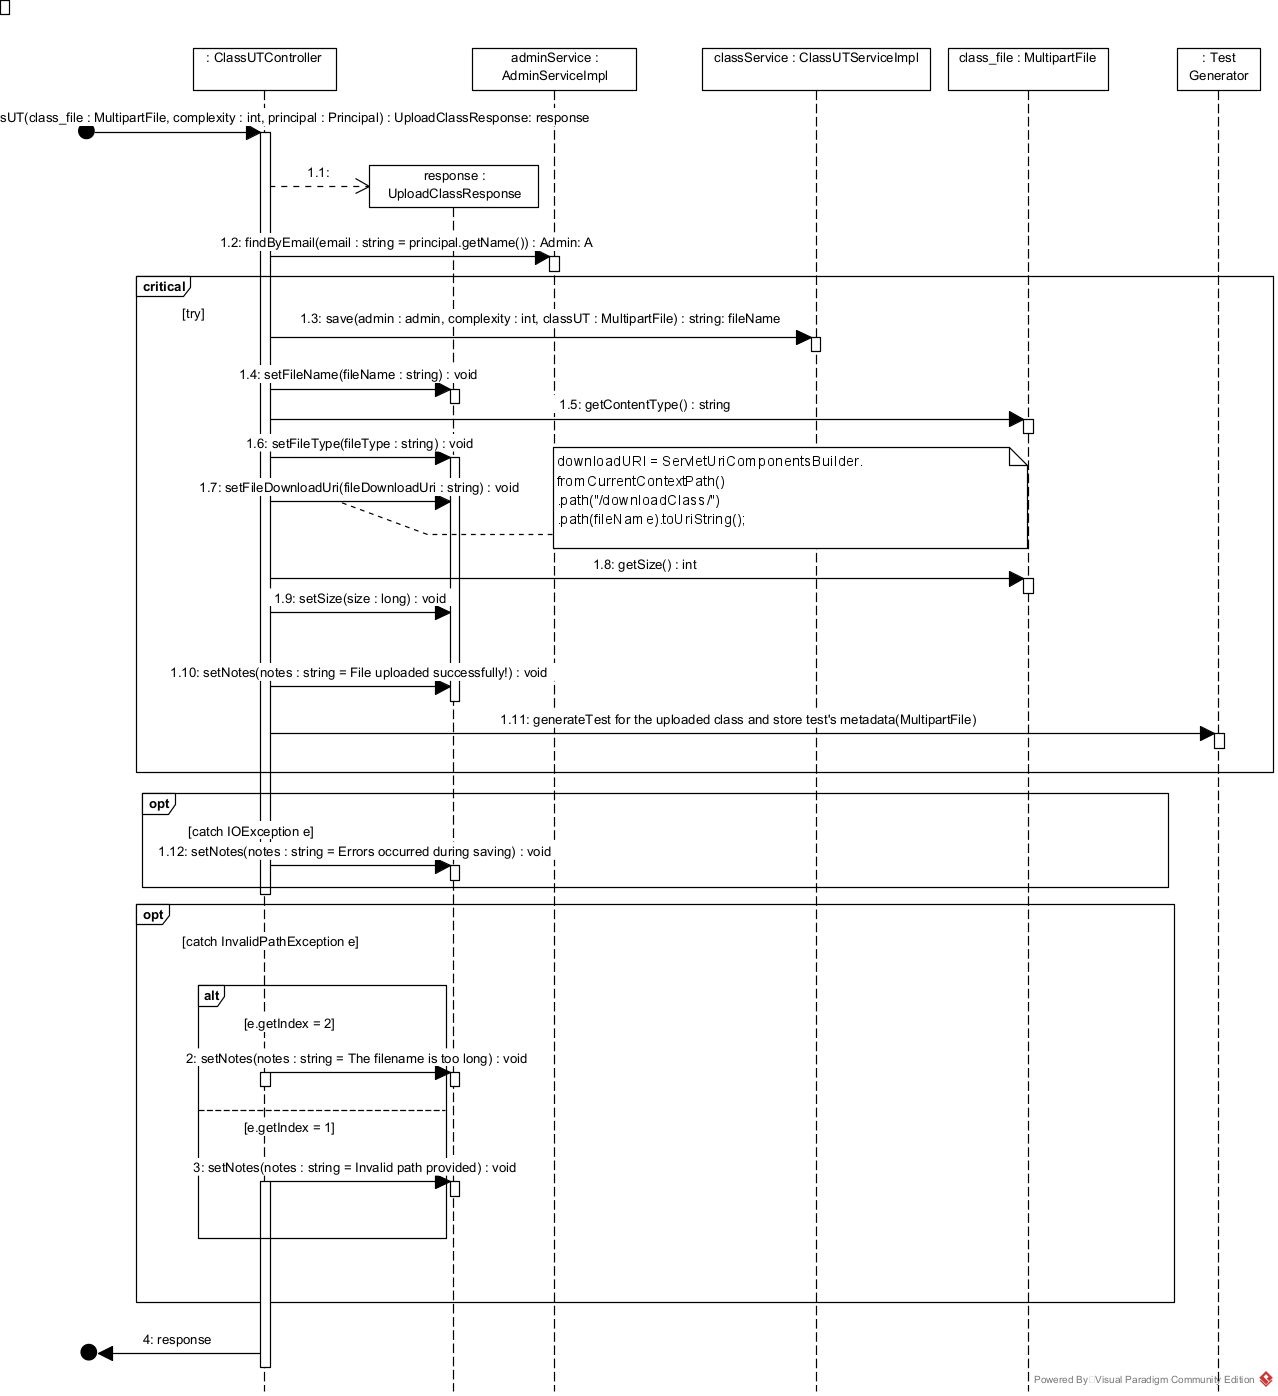 : ClassUTController
adminService :
AdminServiceImpl
classService : ClassUTServiceImpl
class_file : MultipartFile
: Test
Generator
sUT(class_file : MultipartFile, complexity : int, principal : Principal) : UploadClassResponse: response
1.1:
response :
UploadClassResponse
1.2: findByEmail(email : string = principal.getName()) : Admin: A
critical
[try]
1.3: save(admin : admin, complexity : int, classUT : MultipartFile) : string: fileName
1.4: setFileName(fileName : string) : void
1.5: getContentType() : string
1.6: setFileType(fileType : string) : void
downloadURI = ServletUriComponentsBuilder.
fromCurrentContextPath()
.path("/downloadClass/")
.path(fileName).toUriString();
1.7: setFileDownloadUri(fileDownloadUri : string) : void
1.8: getSize() : int
1.9: setSize(size : long) : void
1.10: setNotes(notes : string = File uploaded successfully!) : void
1.11: generateTest for the uploaded class and store test's metadata(MultipartFile)
opt
[catch IOException e]
1.12: setNotes(notes : string = Errors occurred during saving) : void
opt
[catch InvalidPathException e]
alt
[e.getIndex = 2]
2: setNotes(notes : string = The filename is too long) : void
[e.getIndex = 1]
3: setNotes(notes : string = Invalid path provided) : void
4: response
Powered By Visual Paradigm Community Edition